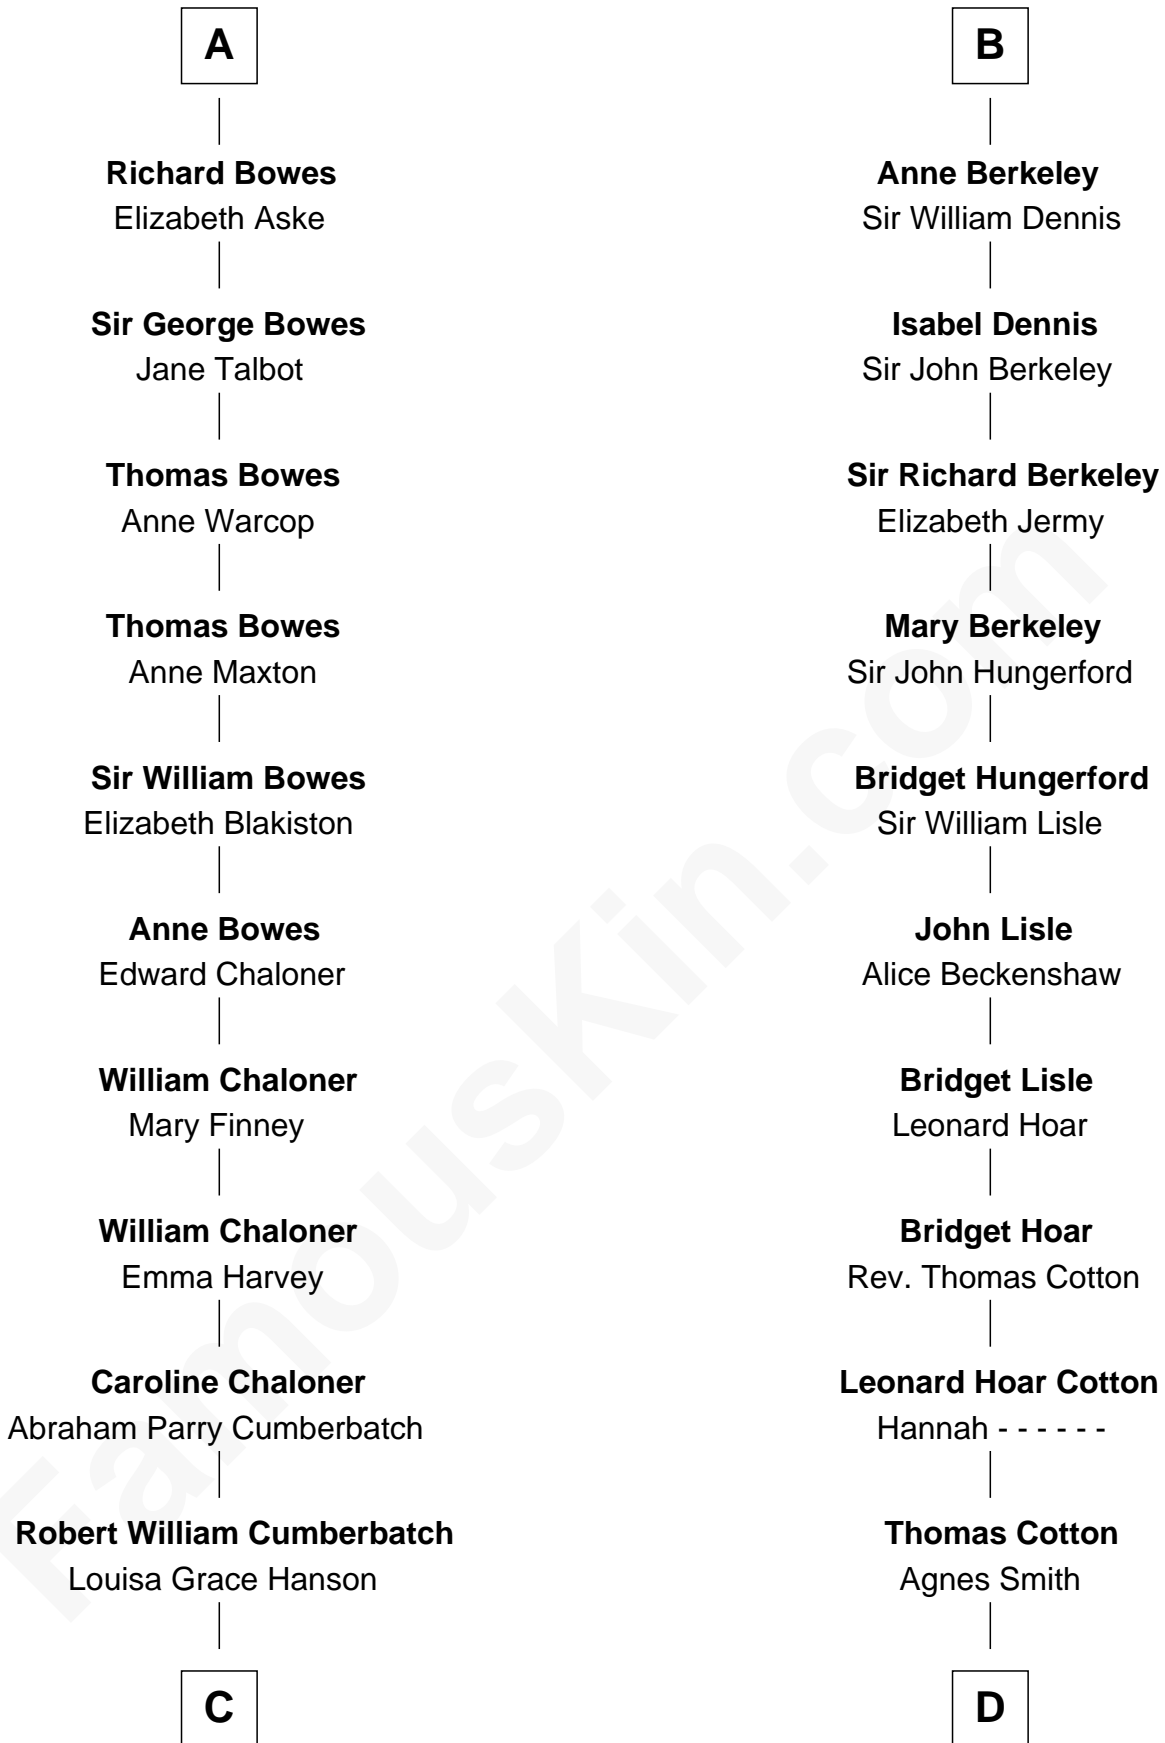 A
Richard Bowes
Elizabeth Aske
Sir George Bowes
Jane Talbot
Thomas Bowes
Anne Warcop
Thomas Bowes
Anne Maxton
Sir William Bowes
Elizabeth Blakiston
Anne Bowes
Edward Chaloner
William Chaloner
Mary Finney
William Chaloner
Emma Harvey
Caroline Chaloner
Abraham Parry Cumberbatch
Robert William Cumberbatch
Louisa Grace Hanson
C
B
Anne Berkeley
Sir William Dennis
Isabel Dennis
Sir John Berkeley
Sir Richard Berkeley
Elizabeth Jermy
Mary Berkeley
Sir John Hungerford
Bridget Hungerford
Sir William Lisle
John Lisle
Alice Beckenshaw
Bridget Lisle
Leonard Hoar
Bridget Hoar
Rev. Thomas Cotton
Leonard Hoar Cotton
Hannah - - - - - -
Thomas Cotton
Agnes Smith
D
FamousKin.com